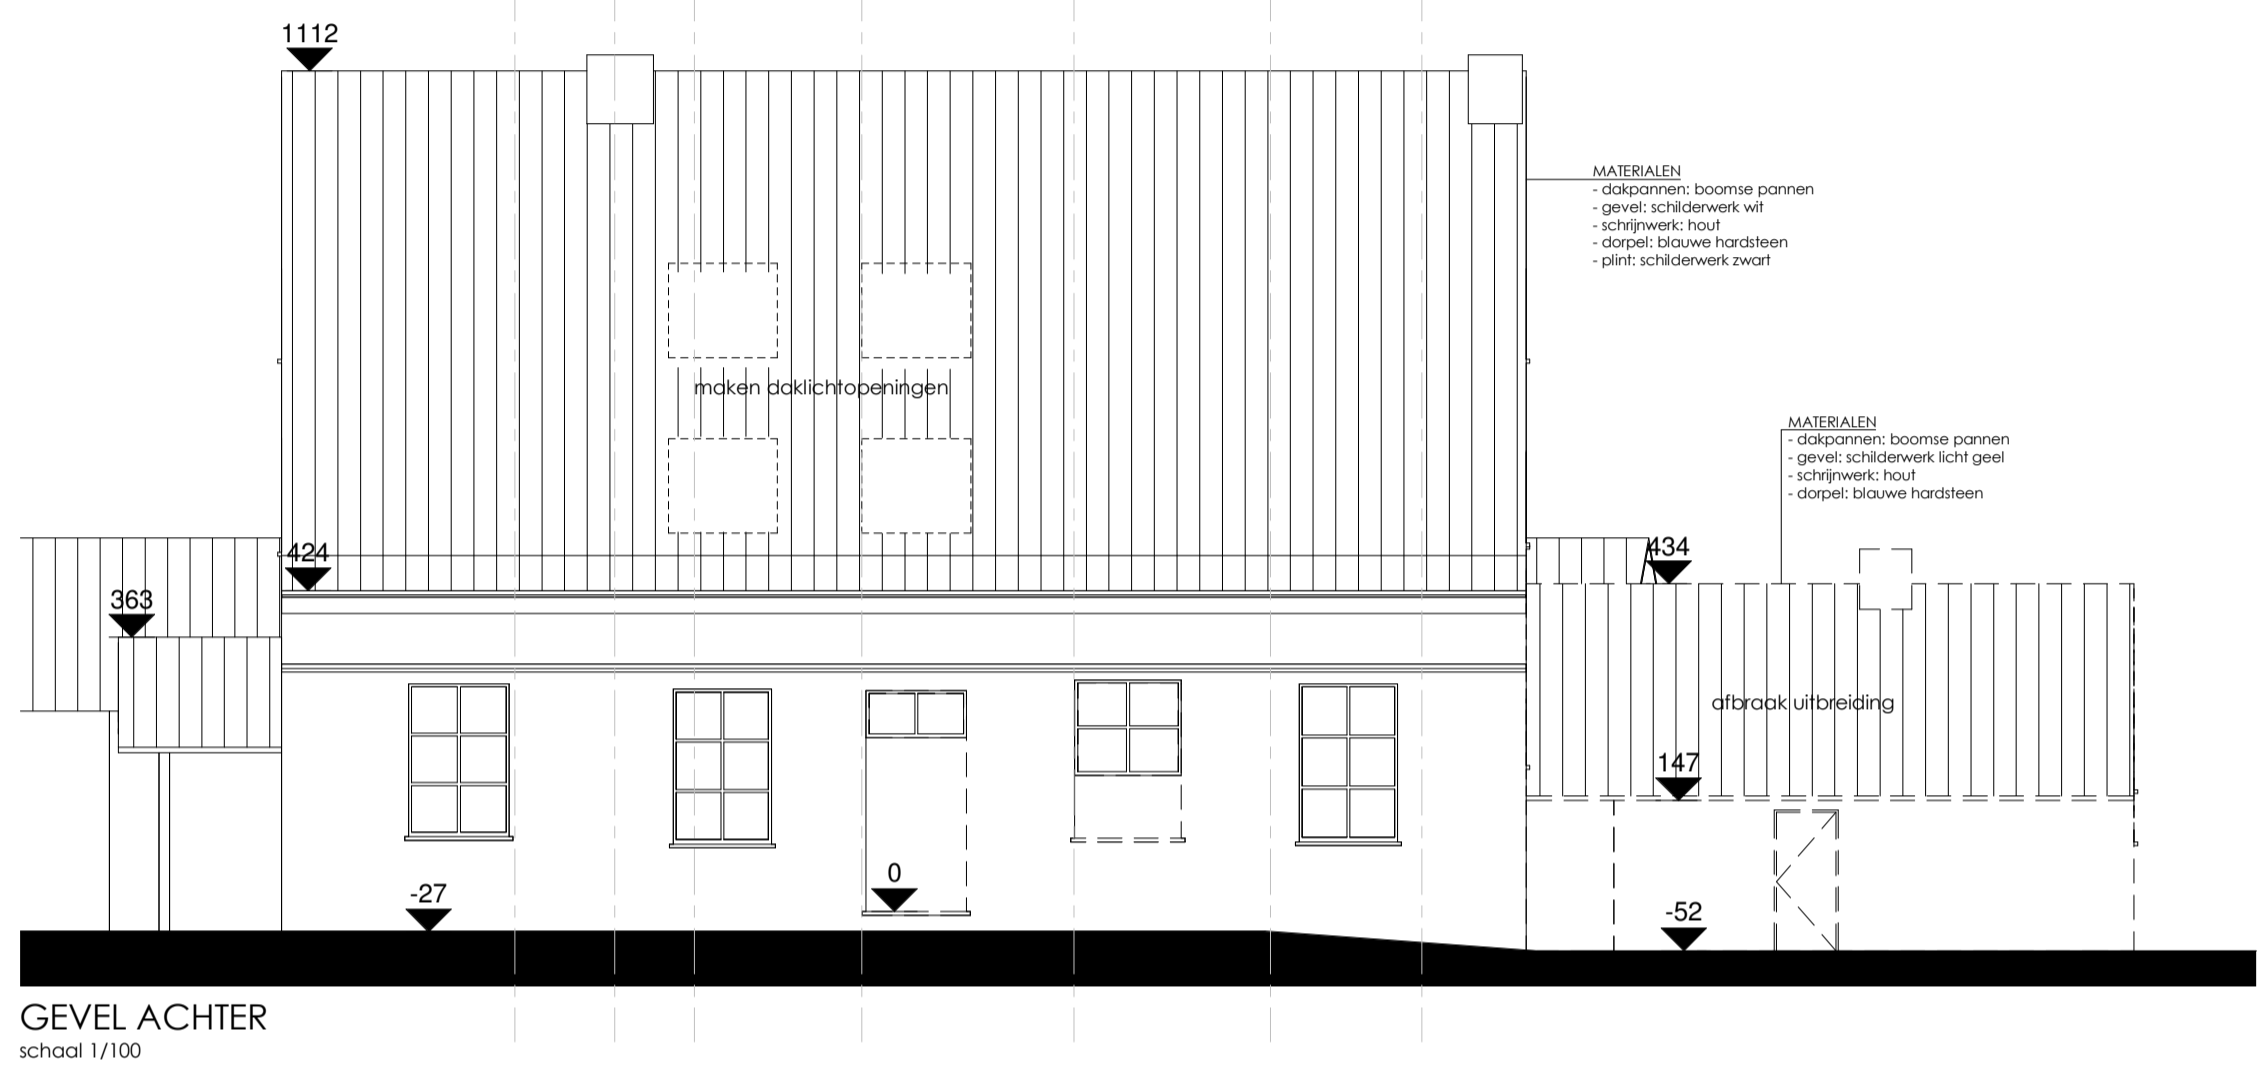 1112
MATERIALEN
- dakpannen: boomse pannen
- gevel: schilderwerk wit
- schrijnwerk: hout
- dorpel: blauwe hardsteen
- plint: schilderwerk zwart
maken daklichtopeningen
MATERIALEN
- dakpannen: boomse pannen
- gevel: schilderwerk licht geel
- schrijnwerk: hout
- dorpel: blauwe hardsteen
424
434
363
afbraak uitbreiding
147
0
-27
-52
GEVEL ACHTER
schaal 1/100